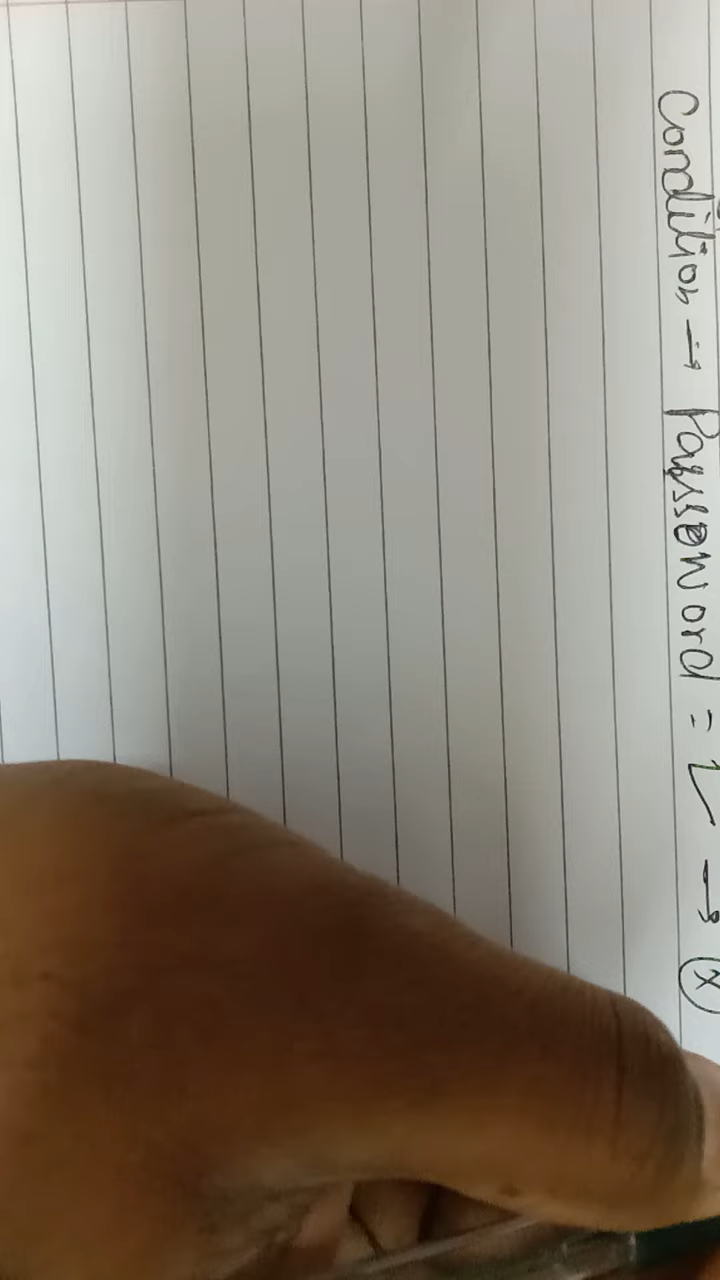 Condition → Password = ✓ → ⓧ